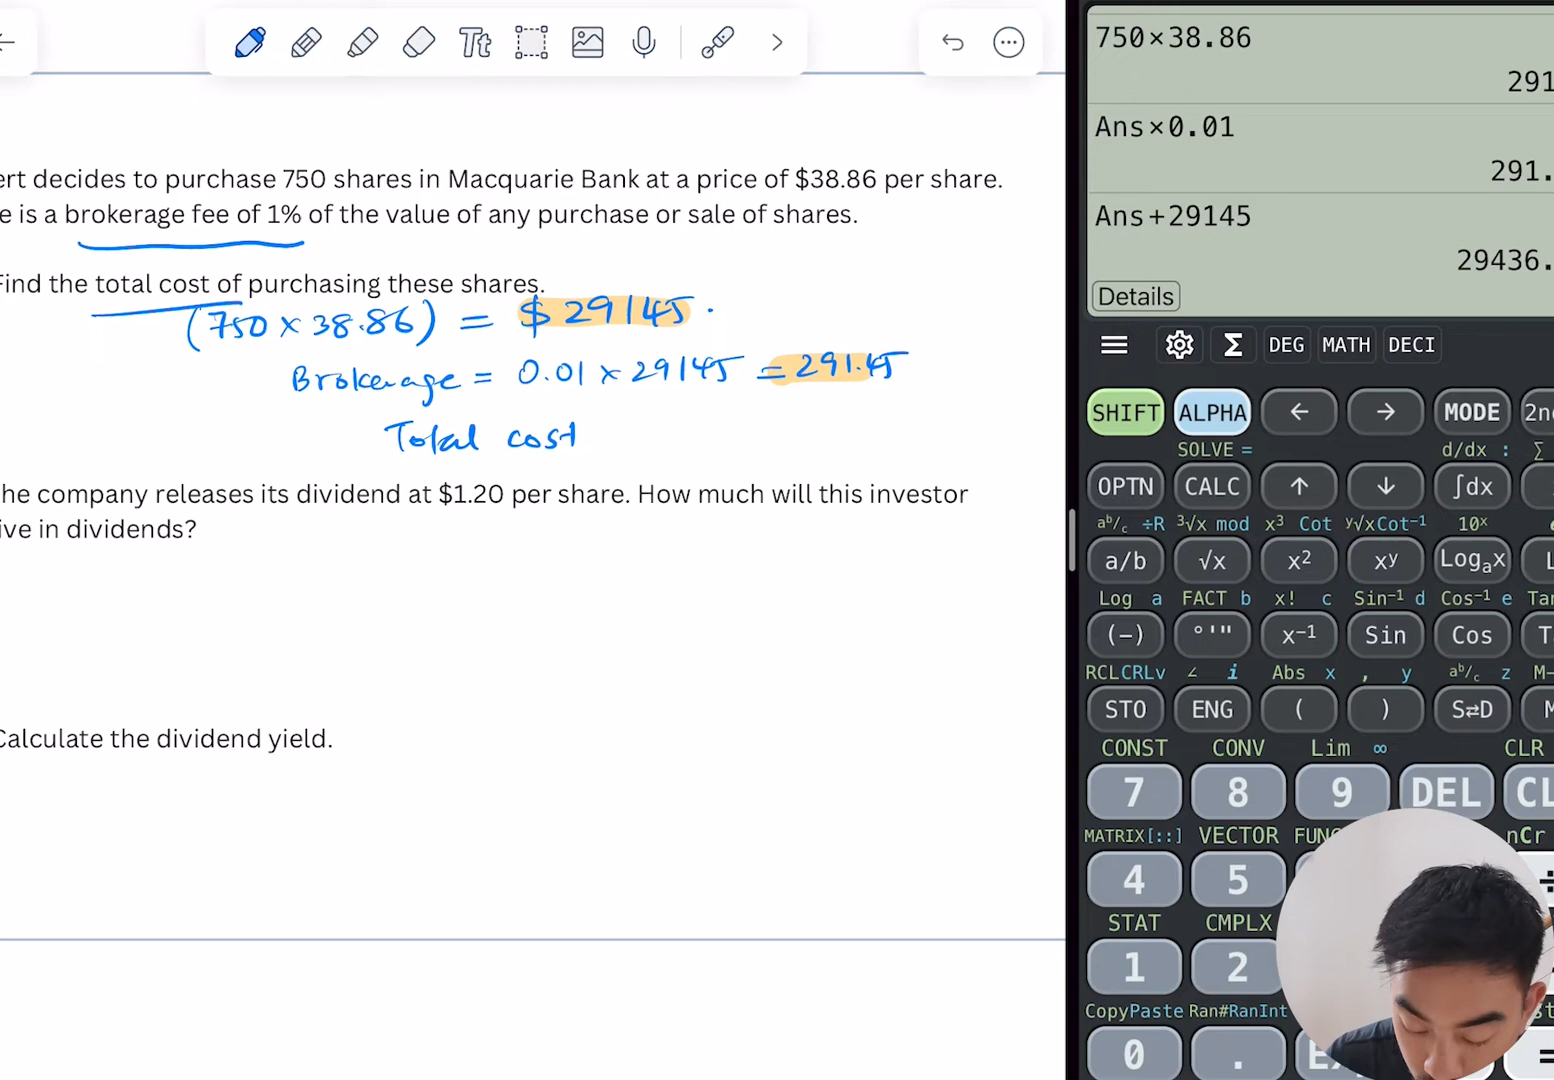 Tt
ert decides to purchase 750 shares in Macquarie Bank at a price of $38.86 per share.
e is a brokerage fee of 1% of the value of any purchase or sale of shares.
Find the total cost of purchasing these shares.
(750 × 38.86) = $29145.
Brokerage = 0.01 × 29145 = 291.45
Total cost
he company releases its dividend at $1.20 per share. How much will this investor
ive in dividends?
Calculate the dividend yield.
750×38.86
291
Ans×0.01
291.
Ans+29145
29436.
Details
Σ DEG MATH DECI
SHIFT ALPHA ← → MODE 2n
SOLVE = d/dx : Σ
OPTN CALC ↑ ↓ ∫dx
aᵇ/c ÷R ³√x mod x³ Cot ʸ√x Cot⁻¹ 10ˣ
a/b √x x² xʸ Logₐx L
Log a FACT b x! c Sin⁻¹ d Cos⁻¹ e Tan
(−) °'" x⁻¹ Sin Cos T
RCL CRLv ∠ i Abs x , y aᵇ/c z M−
STO ENG ( ) S⇄D M
CONST CONV Lim ∞ CLR
7 8 9 DEL CL
MATRIX[::] VECTOR FUN nCr
4 5 ÷
STAT CMPLX
1 2
CopyPaste Ran# RanInt
0 . E =